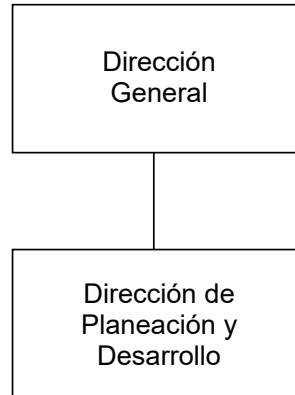 Dirección
General
Dirección de
Planeación y
Desarrollo